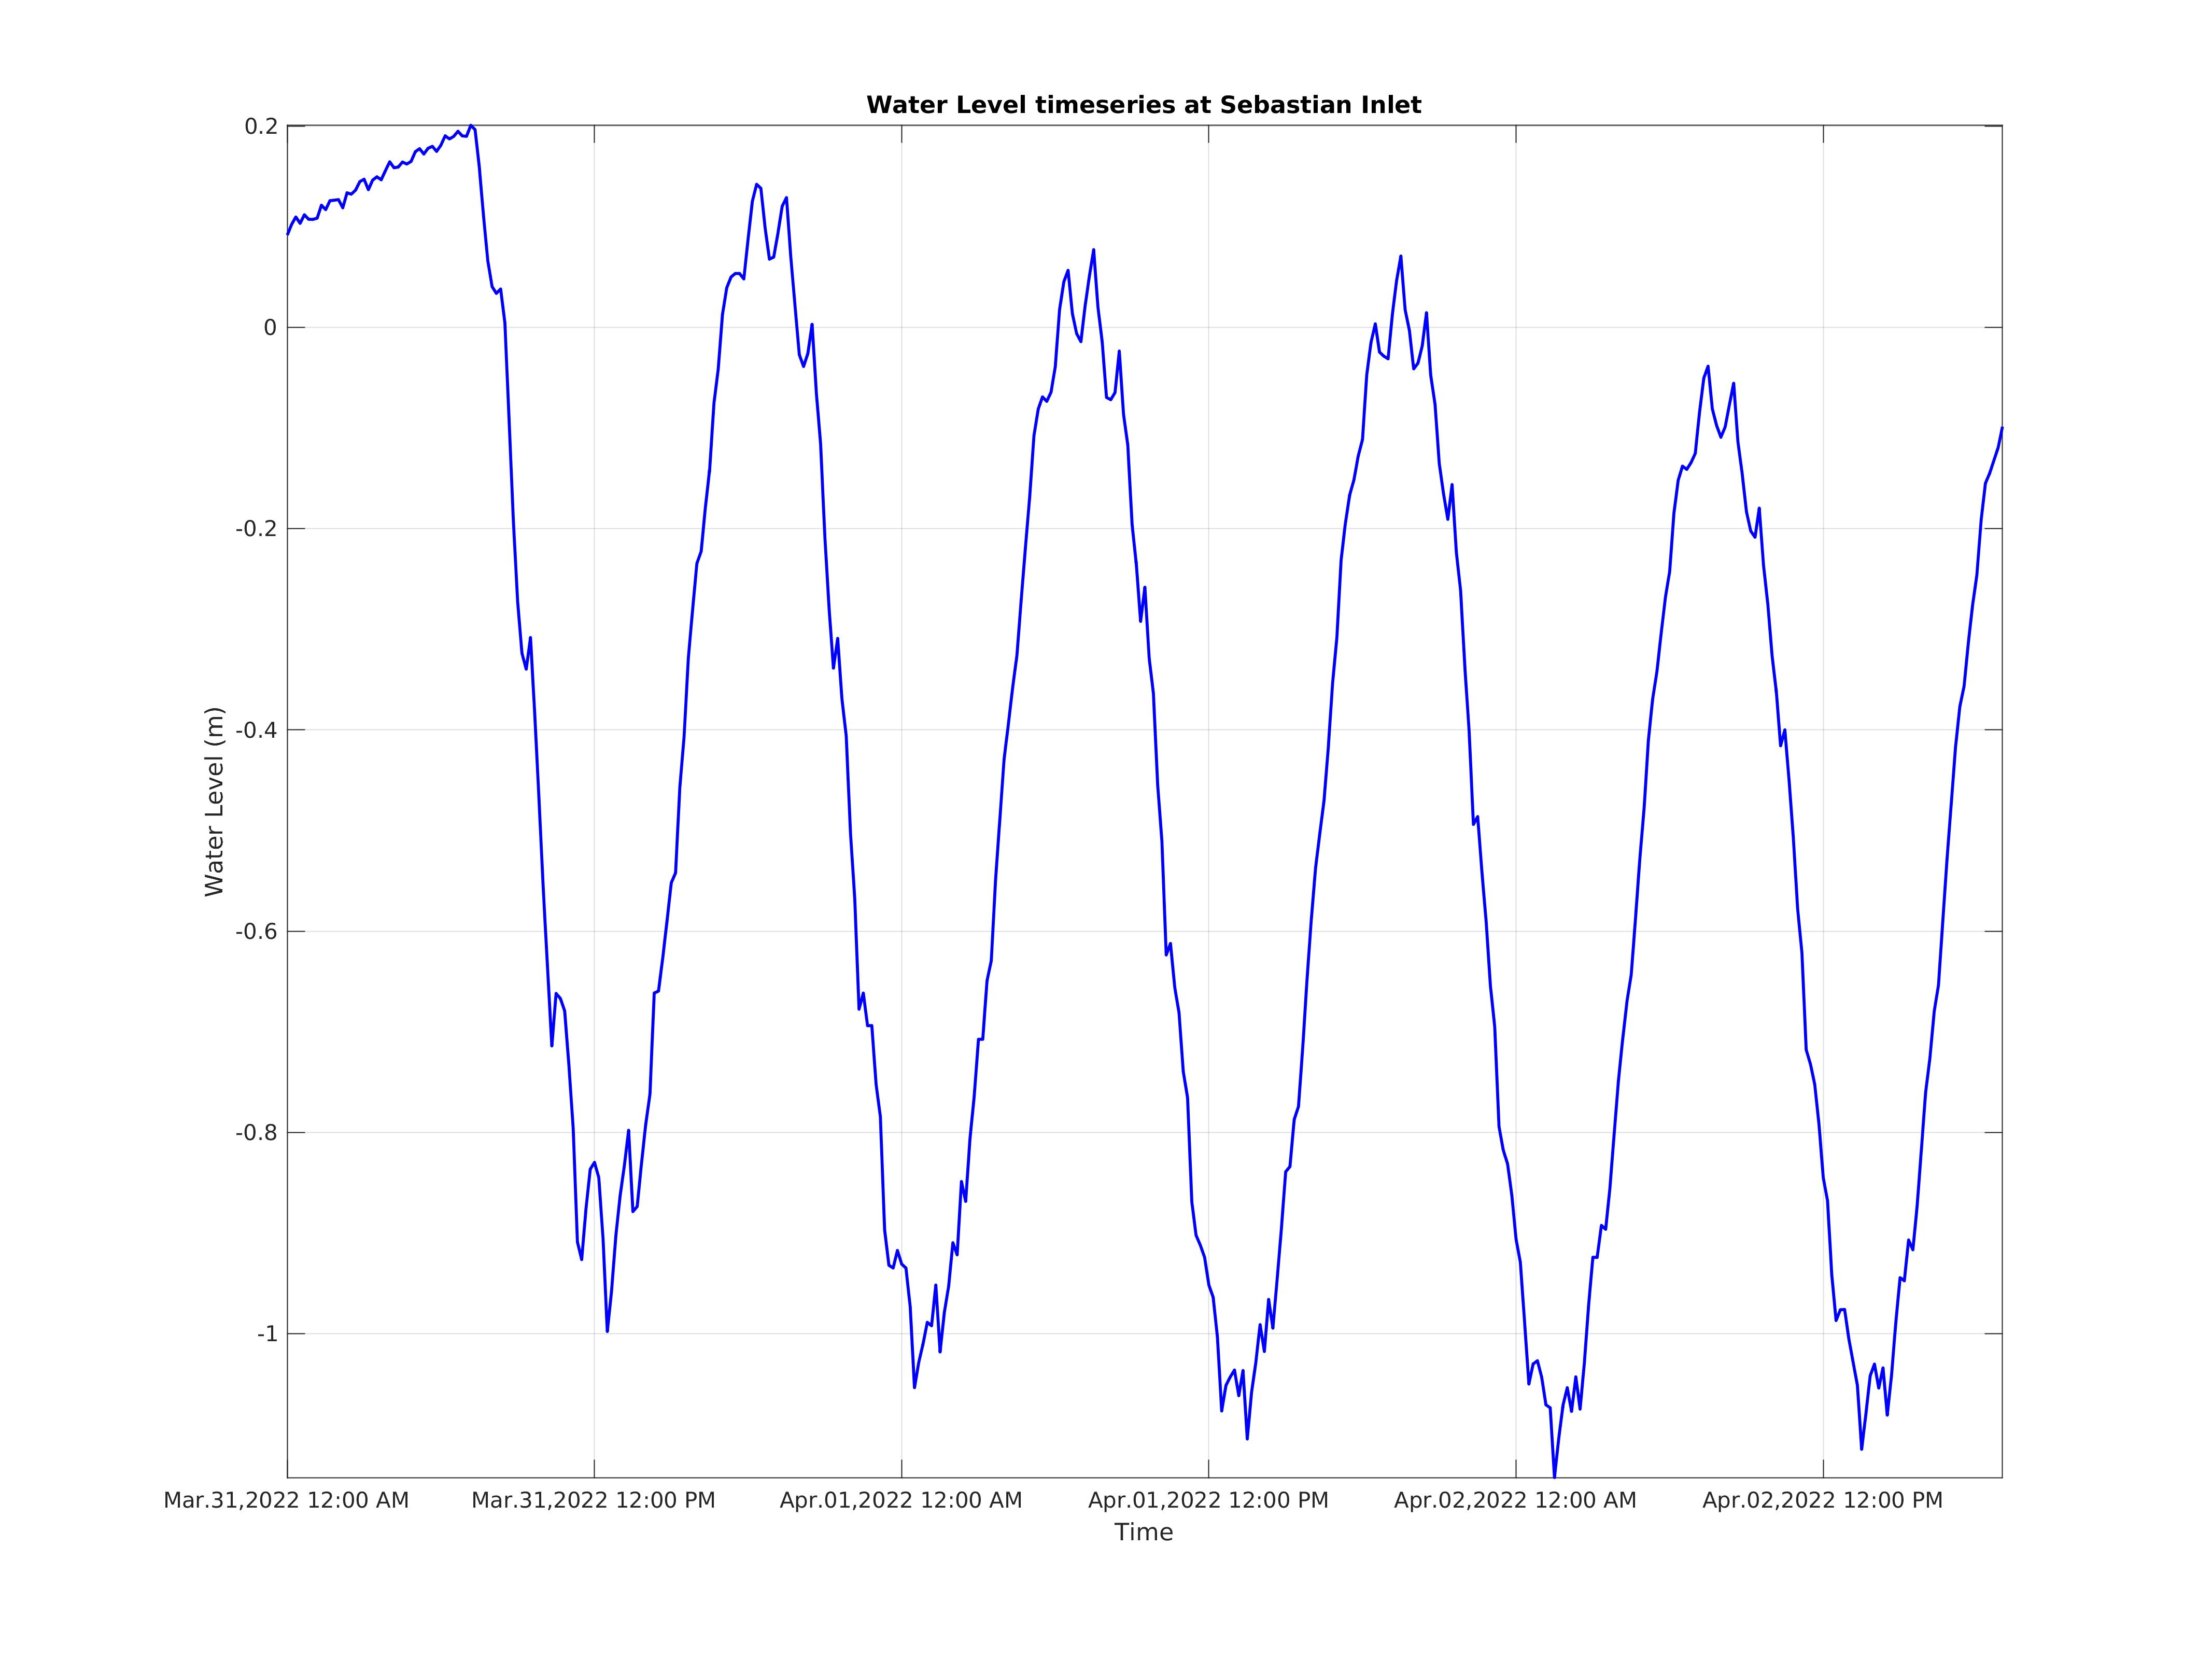 Water Level timeseries at Sebastian Inlet
0.2
0
-0.2
-0.4
-0.6
-0.8
-1
Water Level (m)
Mar.31,2022 12:00 AM
Mar.31,2022 12:00 PM
Apr.01,2022 12:00 AM
Apr.01,2022 12:00 PM
Apr.02,2022 12:00 AM
Apr.02,2022 12:00 PM
Time